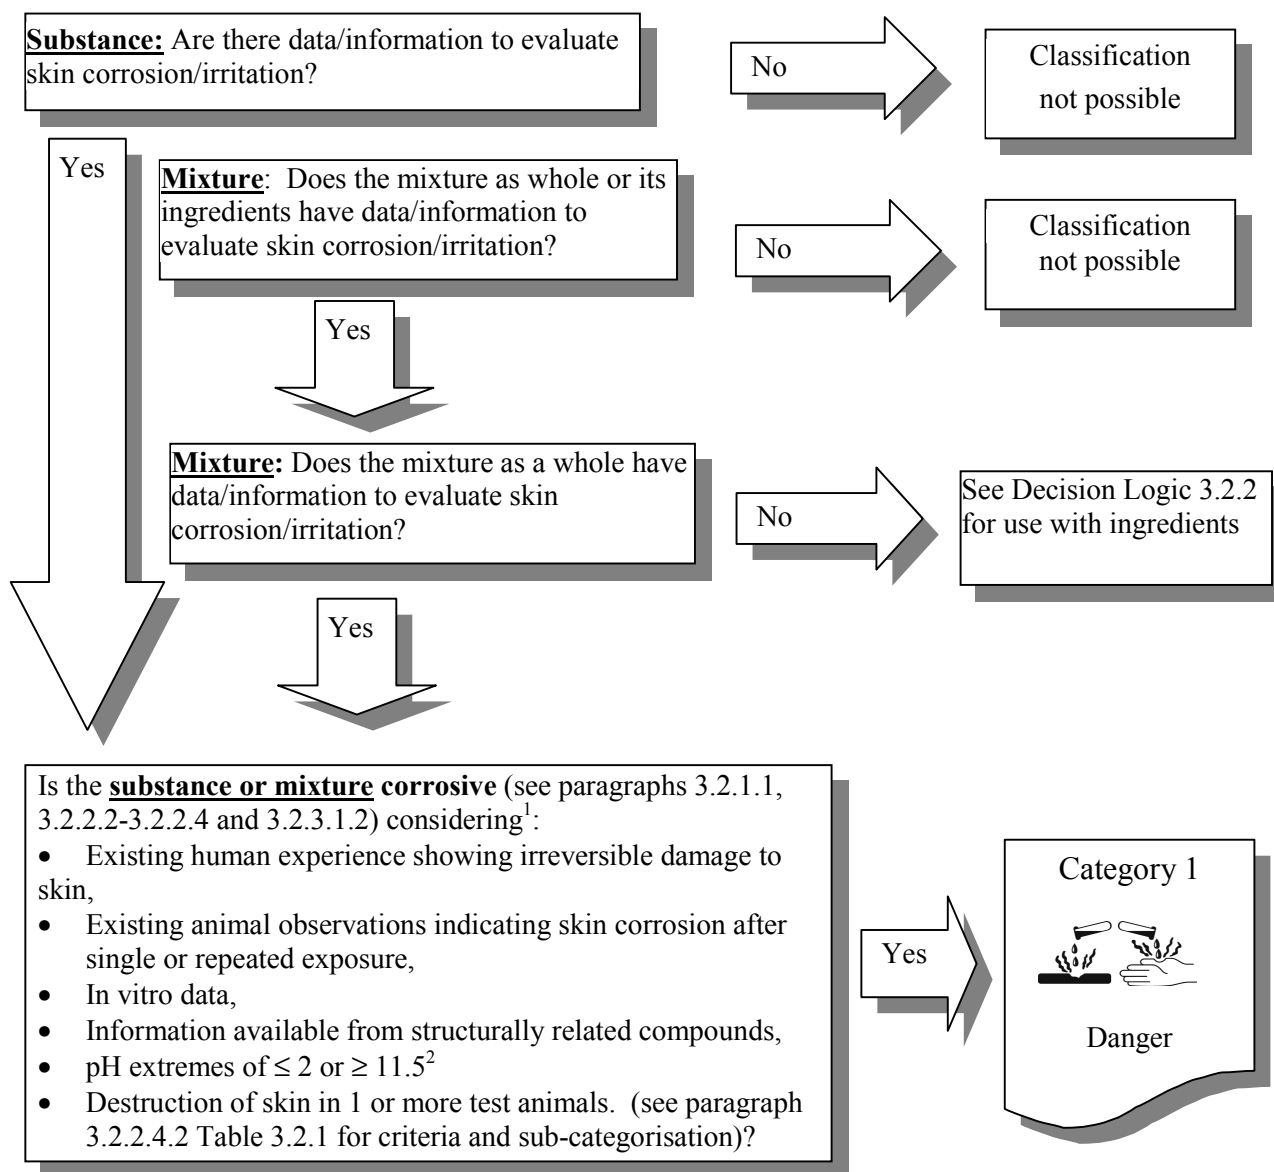 Substance: Are there data/information to evaluate
skin corrosion/irritation?
No
Classification
not possible
Yes
Mixture:  Does the mixture as whole or its
ingredients have data/information to
evaluate skin corrosion/irritation?
No
Classification
not possible
Yes
Mixture: Does the mixture as a whole have
data/information to evaluate skin
corrosion/irritation?
No
See Decision Logic 3.2.2
for use with ingredients
Yes
Is the substance or mixture corrosive (see paragraphs 3.2.1.1,
3.2.2.2-3.2.2.4 and 3.2.3.1.2) considering¹:
• Existing human experience showing irreversible damage to
skin,
• Existing animal observations indicating skin corrosion after
single or repeated exposure,
• In vitro data,
• Information available from structurally related compounds,
• pH extremes of ≤ 2 or ≥ 11.5²
• Destruction of skin in 1 or more test animals.  (see paragraph
3.2.2.4.2 Table 3.2.1 for criteria and sub-categorisation)?
Yes
Category 1
Danger